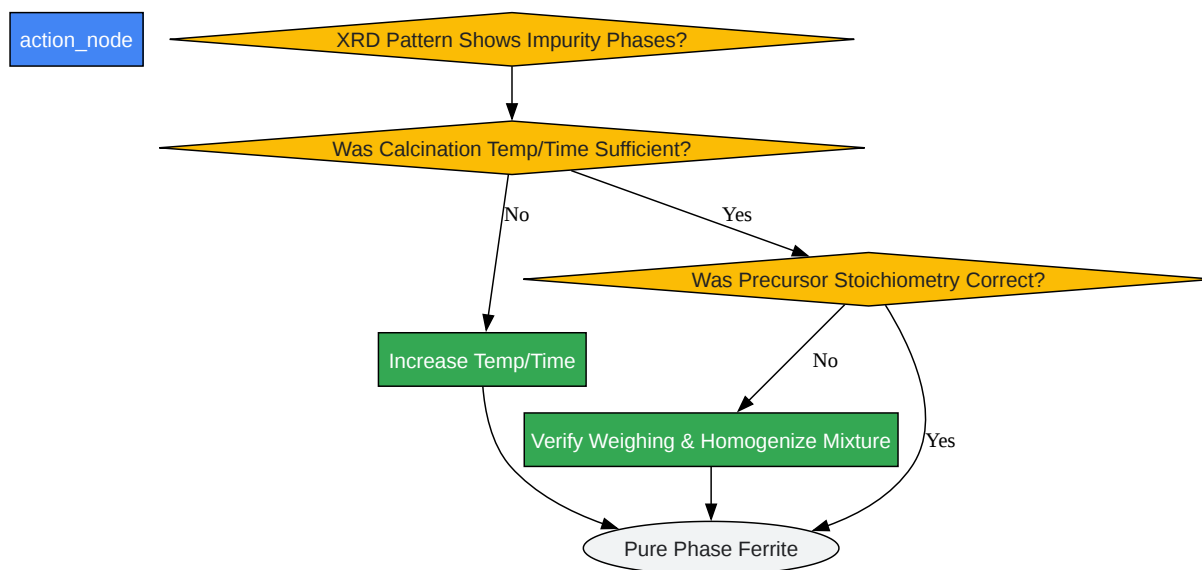 action_node
XRD Pattern Shows Impurity Phases?
Was Calcination Temp/Time Sufficient?
No
Yes
Was Precursor Stoichiometry Correct?
Increase Temp/Time
No
Verify Weighing & Homogenize Mixture
Yes
Pure Phase Ferrite